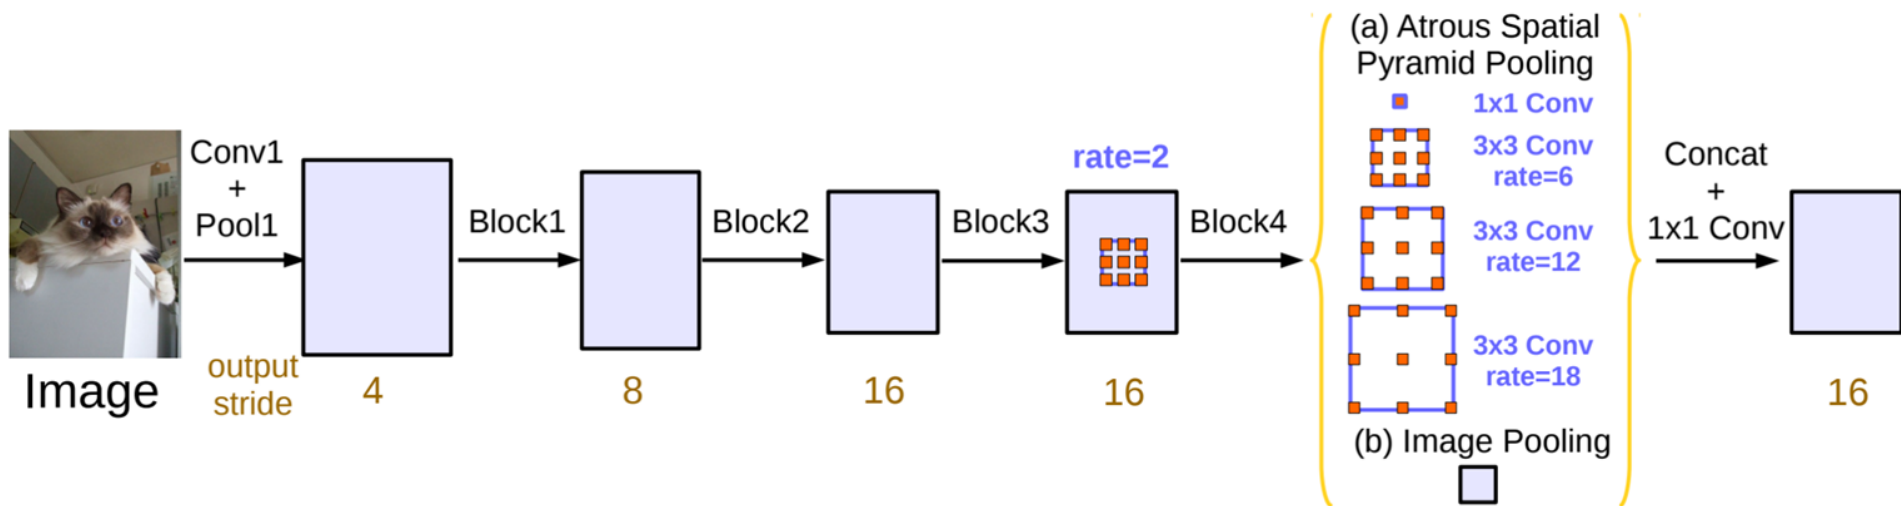 (a) Atrous Spatial
Pyramid Pooling
1x1 Conv
3x3 Conv
rate=6
3x3 Conv
rate=12
3x3 Conv
rate=18
(b) Image Pooling
Conv1
+
Pool1
Block1
Block2
Block3
rate=2
Block4
Concat
+
1x1 Conv
Image
output
stride
4
8
16
16
16